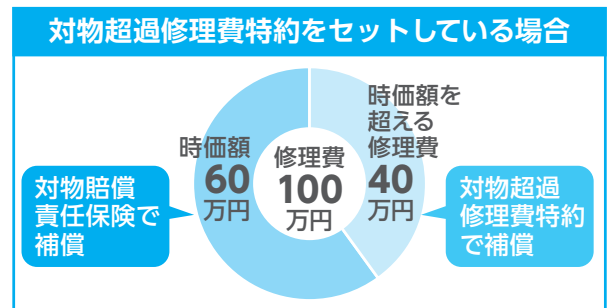 対物超過修理費特約をセットしている場合
時価額
60
万円
修理費
100
万円
時価額を
超える
修理費
40
万円
対物賠償
責任保険で
補償
対物超過
修理費特約
で補償